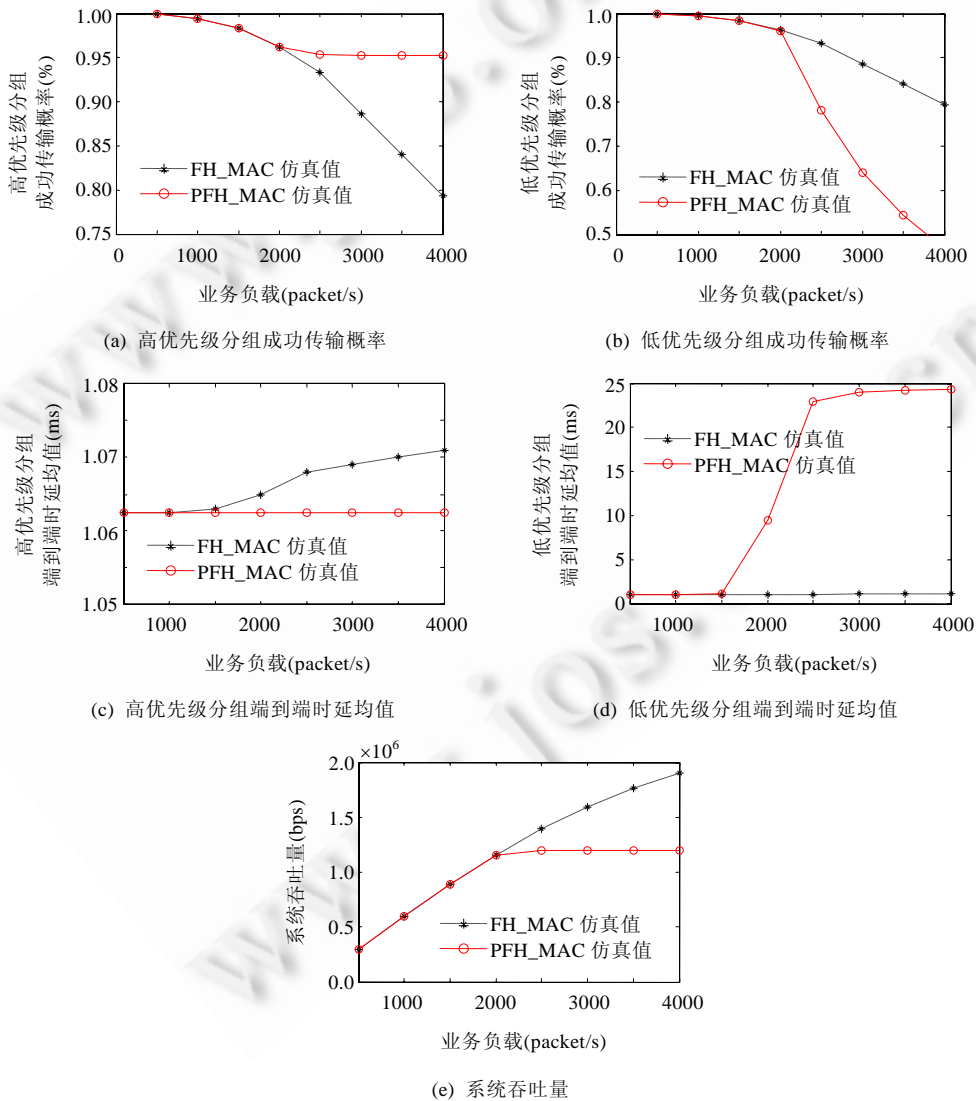 1.00
0.95
0.90
0.85
0.80
0.75
高优先级分组
成功传输概率(%)
FH_MAC 仿真值
PFH_MAC 仿真值
0 1000 2000 3000 4000
业务负载(packet/s)
(a) 高优先级分组成功传输概率
1.00
0.9
0.8
0.7
0.6
0.5
低优先级分组
成功传输概率(%)
FH_MAC 仿真值
PFH_MAC 仿真值
0 1000 2000 3000 4000
业务负载(packet/s)
(b) 低优先级分组成功传输概率
1.08
1.07
1.06
1.05
高优先级分组
端到端时延均值(ms)
FH_MAC 仿真值
PFH_MAC 仿真值
1000 2000 3000 4000
业务负载(packet/s)
(c) 高优先级分组端到端时延均值
25
20
15
10
5
0
低优先级分组
端到端时延均值(ms)
FH_MAC 仿真值
PFH_MAC 仿真值
1000 2000 3000 4000
业务负载(packet/s)
(d) 低优先级分组端到端时延均值
×10⁶
2.0
1.5
1.0
0.5
0.0
系统吞吐量(bps)
FH_MAC 仿真值
PFH_MAC 仿真值
1000 2000 3000 4000
业务负载(packet/s)
(e) 系统吞吐量